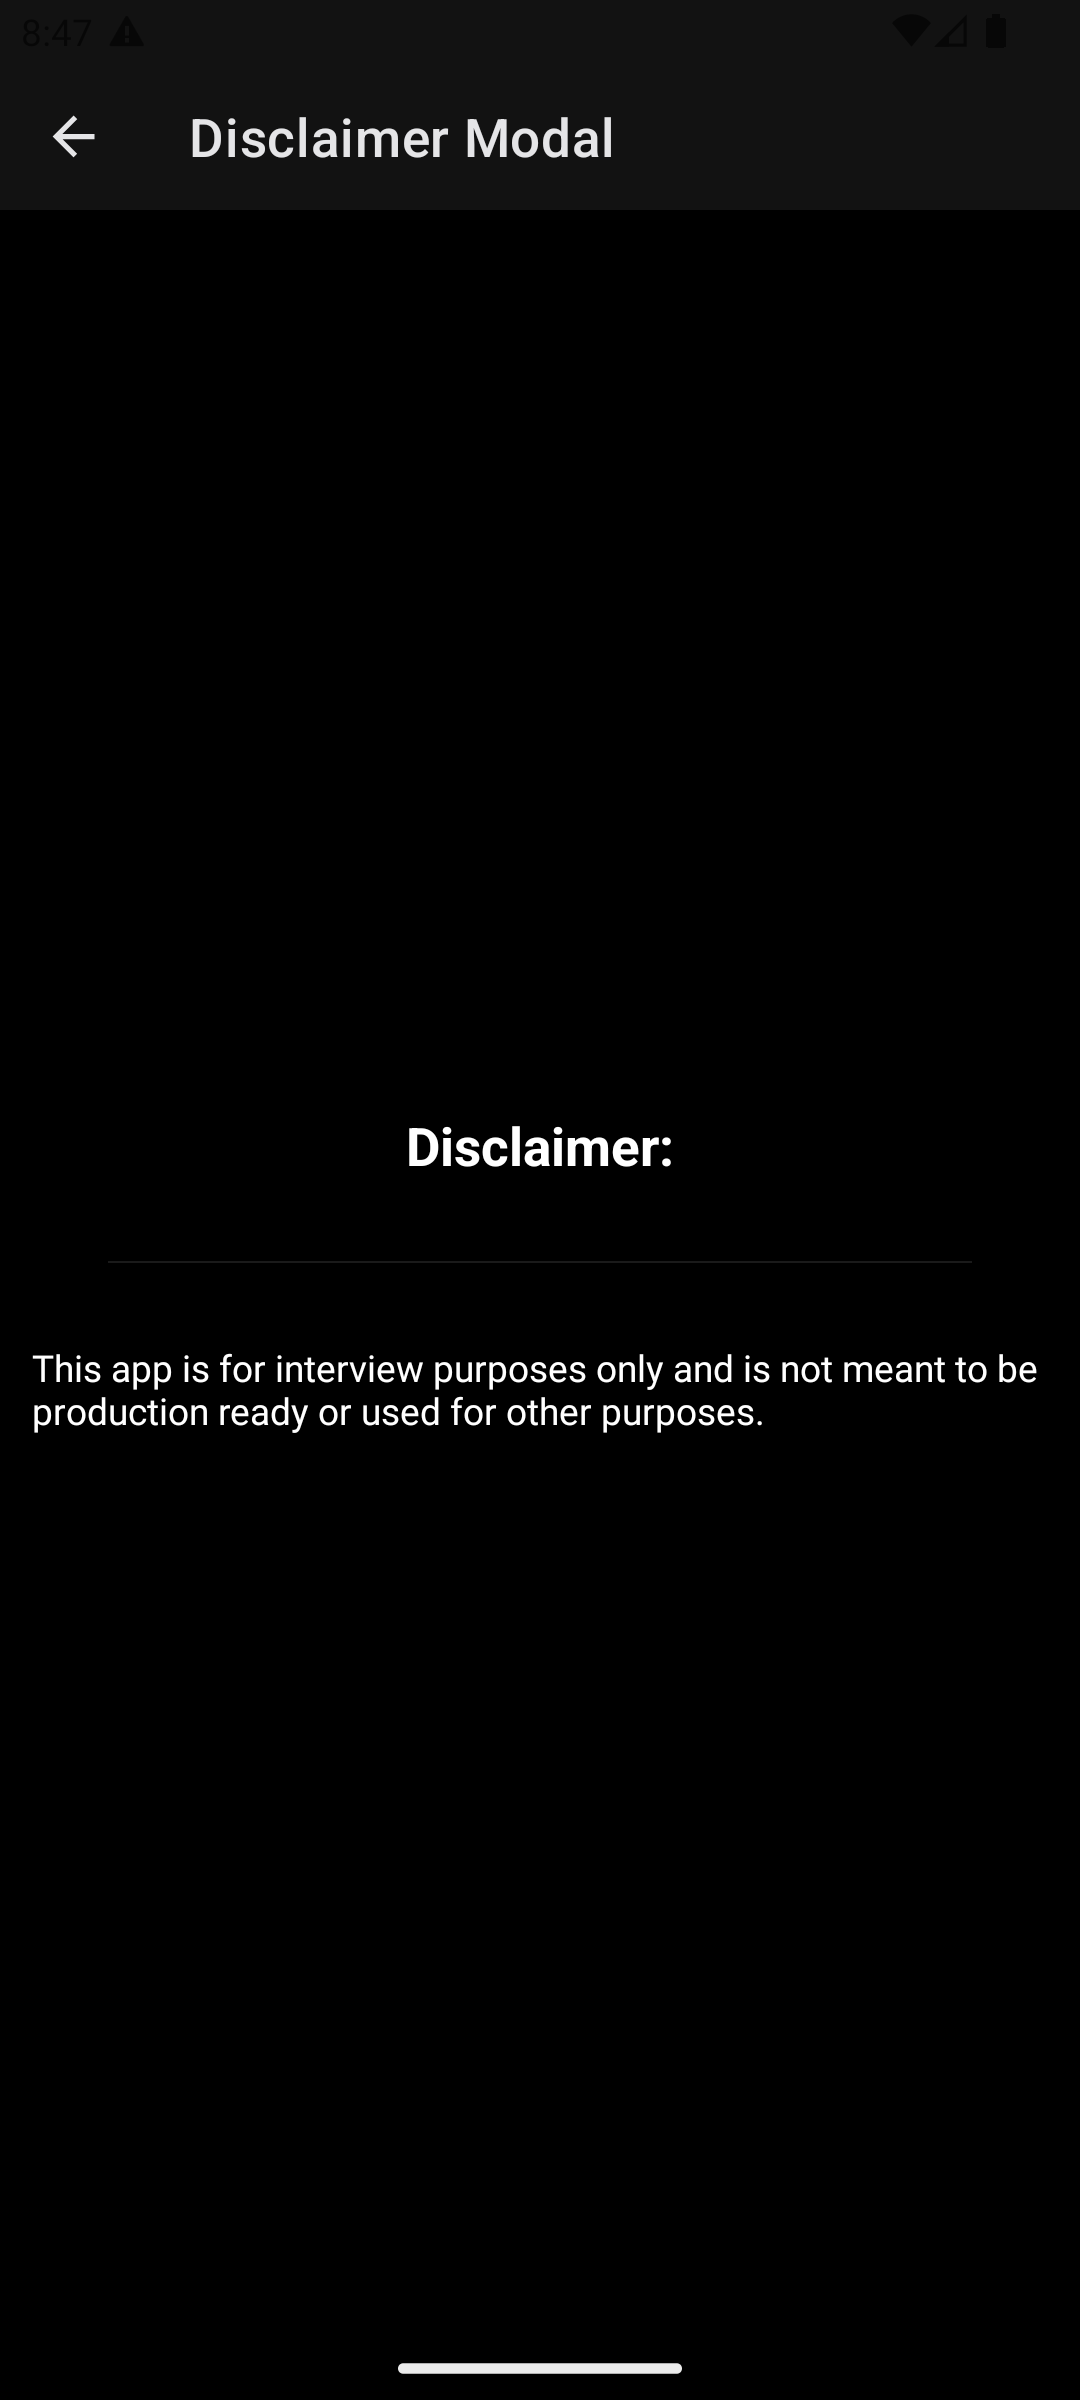 8:47
Disclaimer Modal
Disclaimer:
This app is for interview purposes only and is not meant to be
production ready or used for other purposes.